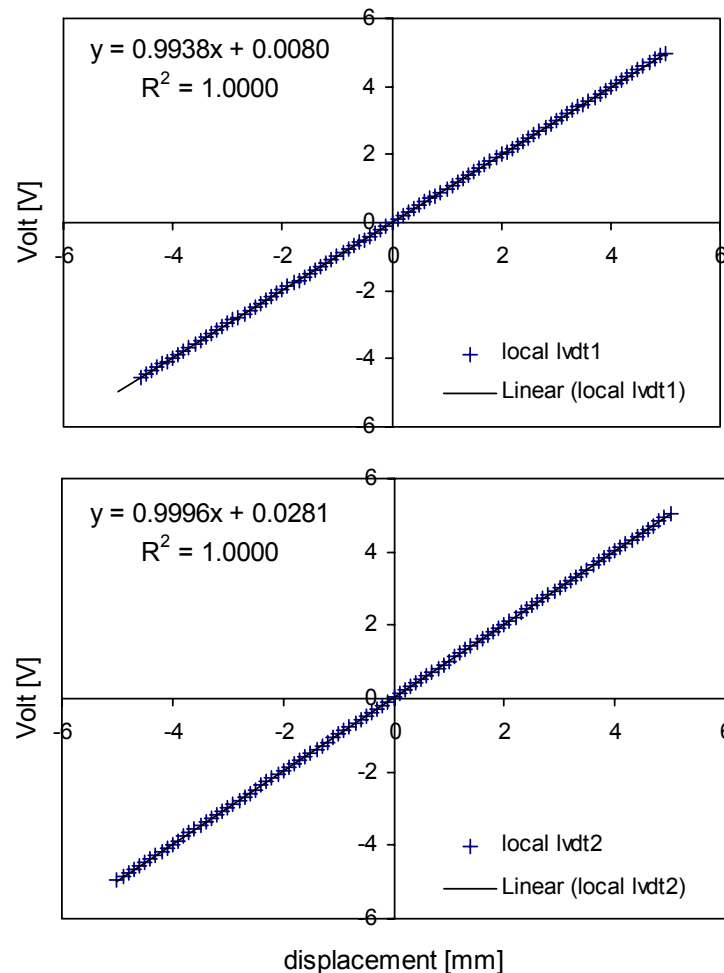 6
y = 0.9938x + 0.0080
R² = 1.0000
4
2
Volt [V]
0
-6 -4 -2 0 2 4 6
-2
local lvdt1
-4
Linear (local lvdt1)
-6
6
y = 0.9996x + 0.0281
R² = 1.0000
4
2
Volt [V]
0
-6 -4 -2 0 2 4 6
-2
local lvdt2
-4
Linear (local lvdt2)
-6
displacement [mm]